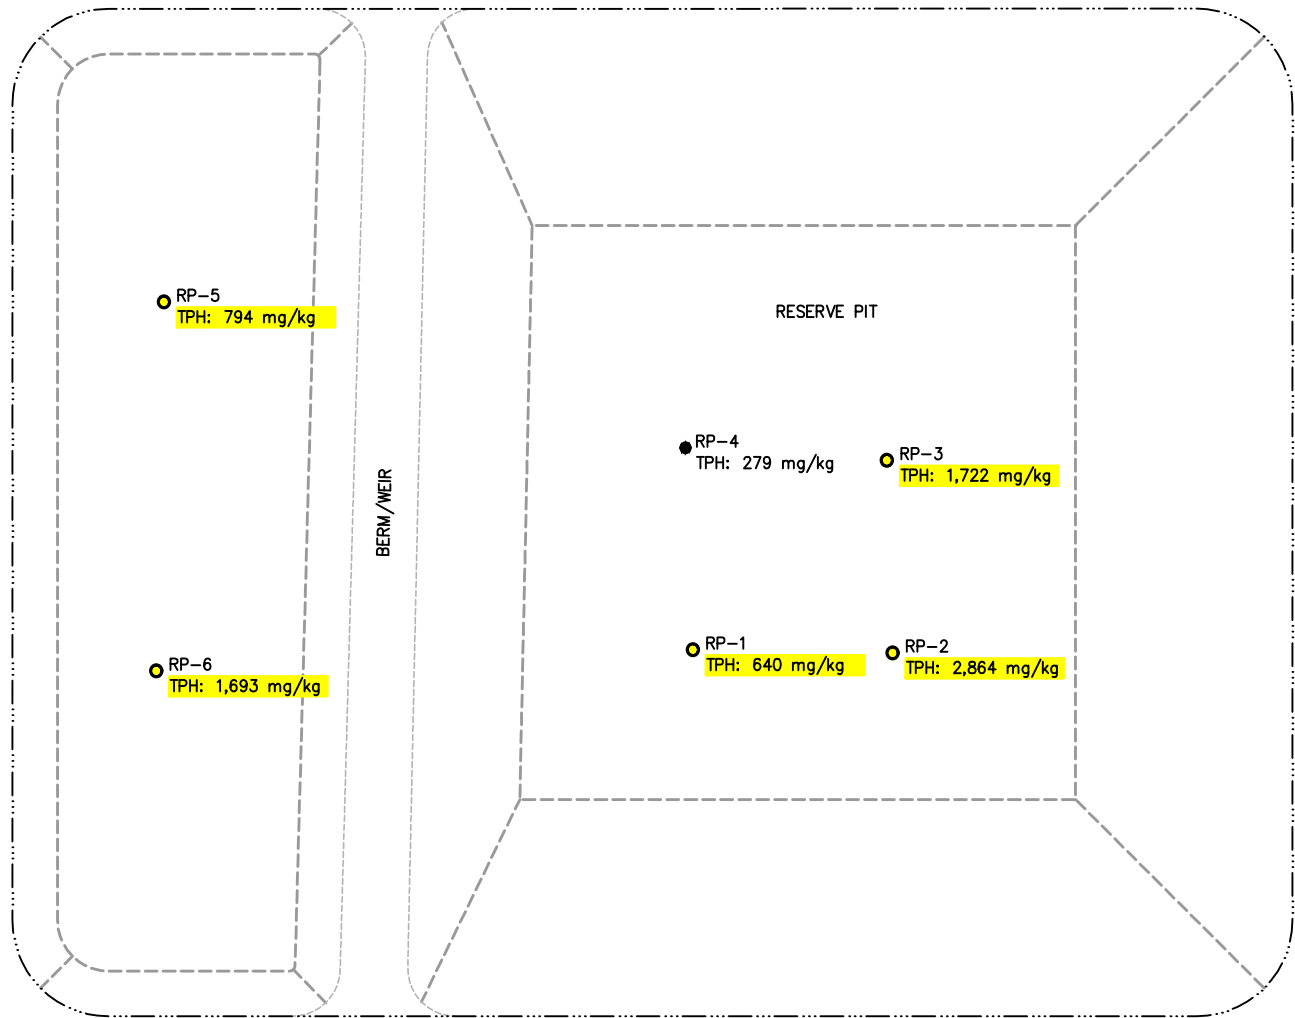 RP-5
TPH: 794 mg/kg
RESERVE PIT
RP-4
TPH: 279 mg/kg
RP-3
TPH: 1,722 mg/kg
BERM/WEIR
RP-1
TPH: 640 mg/kg
RP-2
TPH: 2,864 mg/kg
RP-6
TPH: 1,693 mg/kg